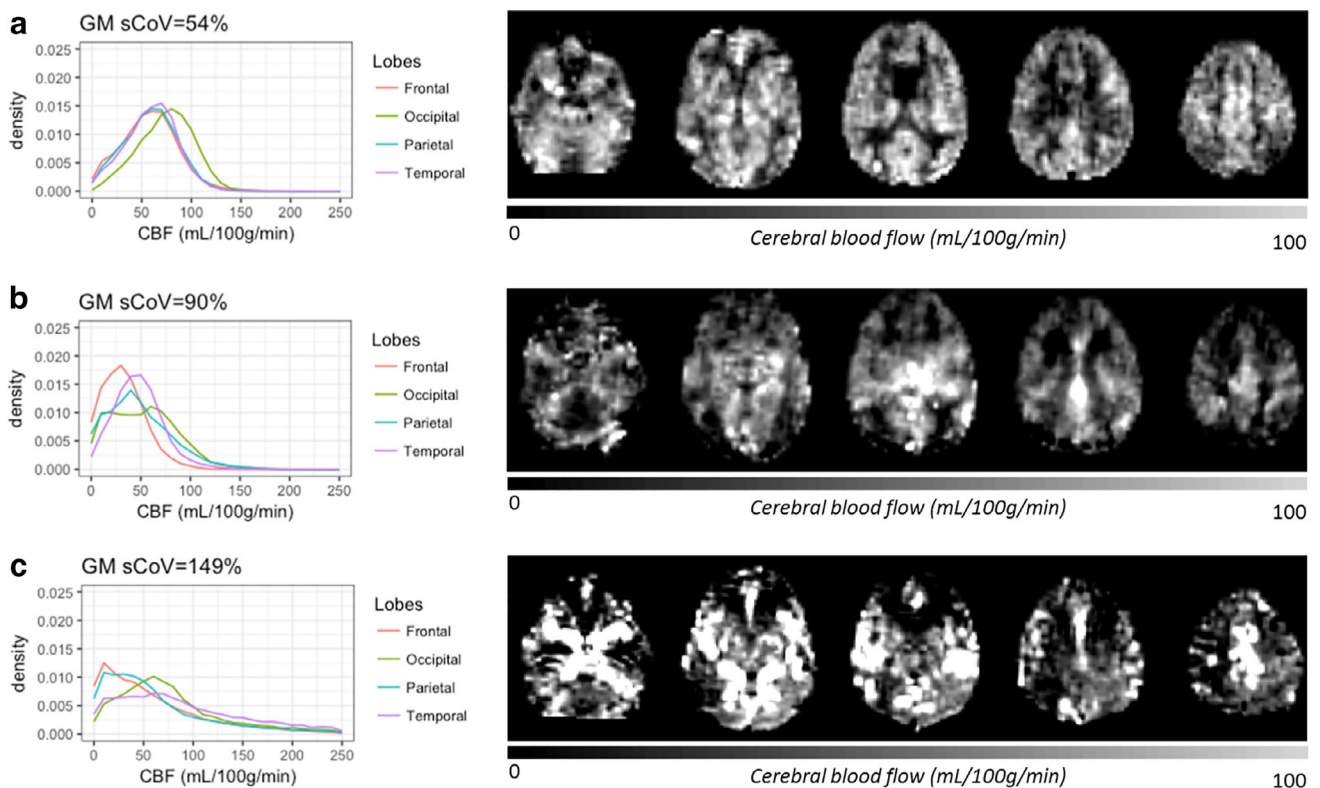 a
GM sCoV=54%
0.025
0.020
0.015
0.010
0.005
0.000
density
0 50 100 150 200 250
CBF (mL/100g/min)
Lobes
Frontal
Occipital
Parietal
Temporal
0 100
Cerebral blood flow (mL/100g/min)
b
GM sCoV=90%
0.025
0.020
0.015
0.010
0.005
0.000
density
0 50 100 150 200 250
CBF (mL/100g/min)
Lobes
Frontal
Occipital
Parietal
Temporal
0 100
Cerebral blood flow (mL/100g/min)
c
GM sCoV=149%
0.025
0.020
0.015
0.010
0.005
0.000
density
0 50 100 150 200 250
CBF (mL/100g/min)
Lobes
Frontal
Occipital
Parietal
Temporal
0 100
Cerebral blood flow (mL/100g/min)